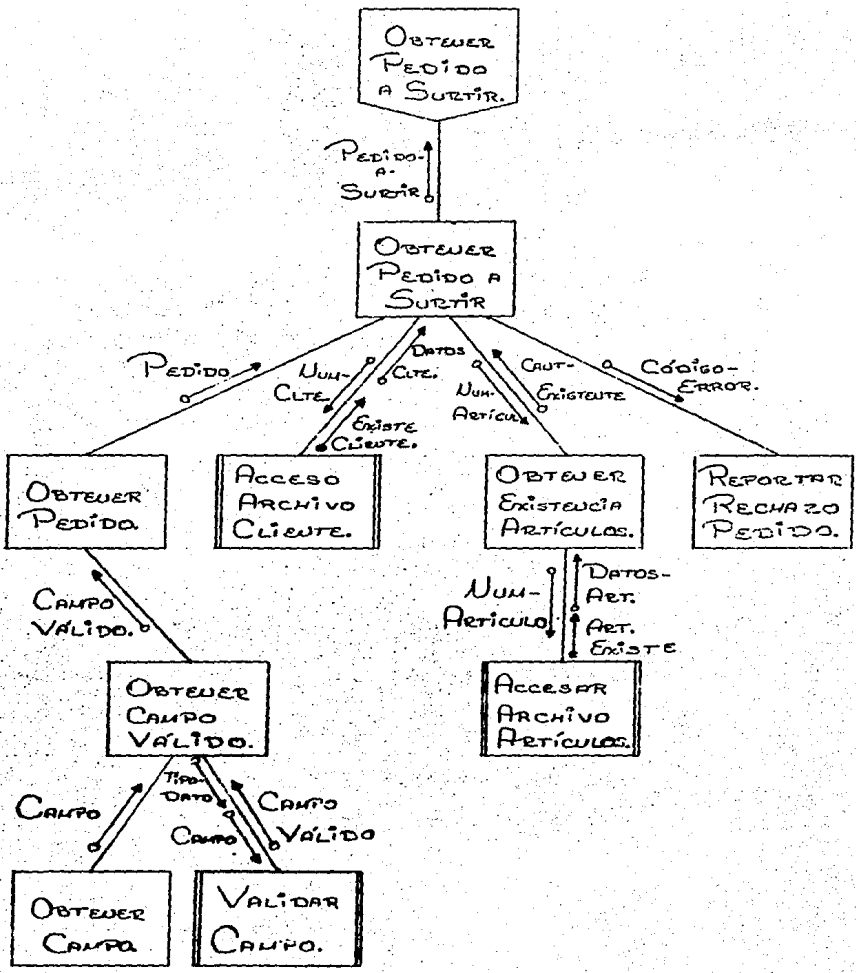 OBTENER
PEDIDO
A SURTIR.
PEDIDO-
A-
SURTIR
OBTENER
PEDIDO A
SURTIR
PEDIDO
NUM-
CLTE.
DATOS
CLTE.
EXISTE
CLIENTE.
NUM-
ARTÍCUL
CANT-
EXISTENTE
CÓDIGO-
ERROR.
OBTENER
PEDIDO.
ACCESO
ARCHIVO
CLIENTE.
OBTENER
EXISTENCIA
ARTÍCULOS.
REPORTAR
RECHAZO
PEDIDO.
CAMPO
VÁLIDO.
NUM-
ARTÍCULO
DATOS-
ART.
ART.
EXISTE
OBTENER
CAMPO
VÁLIDO.
ACCESAR
ARCHIVO
ARTÍCULOS.
CAMPO
TIPO-
DATO
CAMPO
CAMPO
VÁLIDO
OBTENER
CAMPO.
VALIDAR
CAMPO.